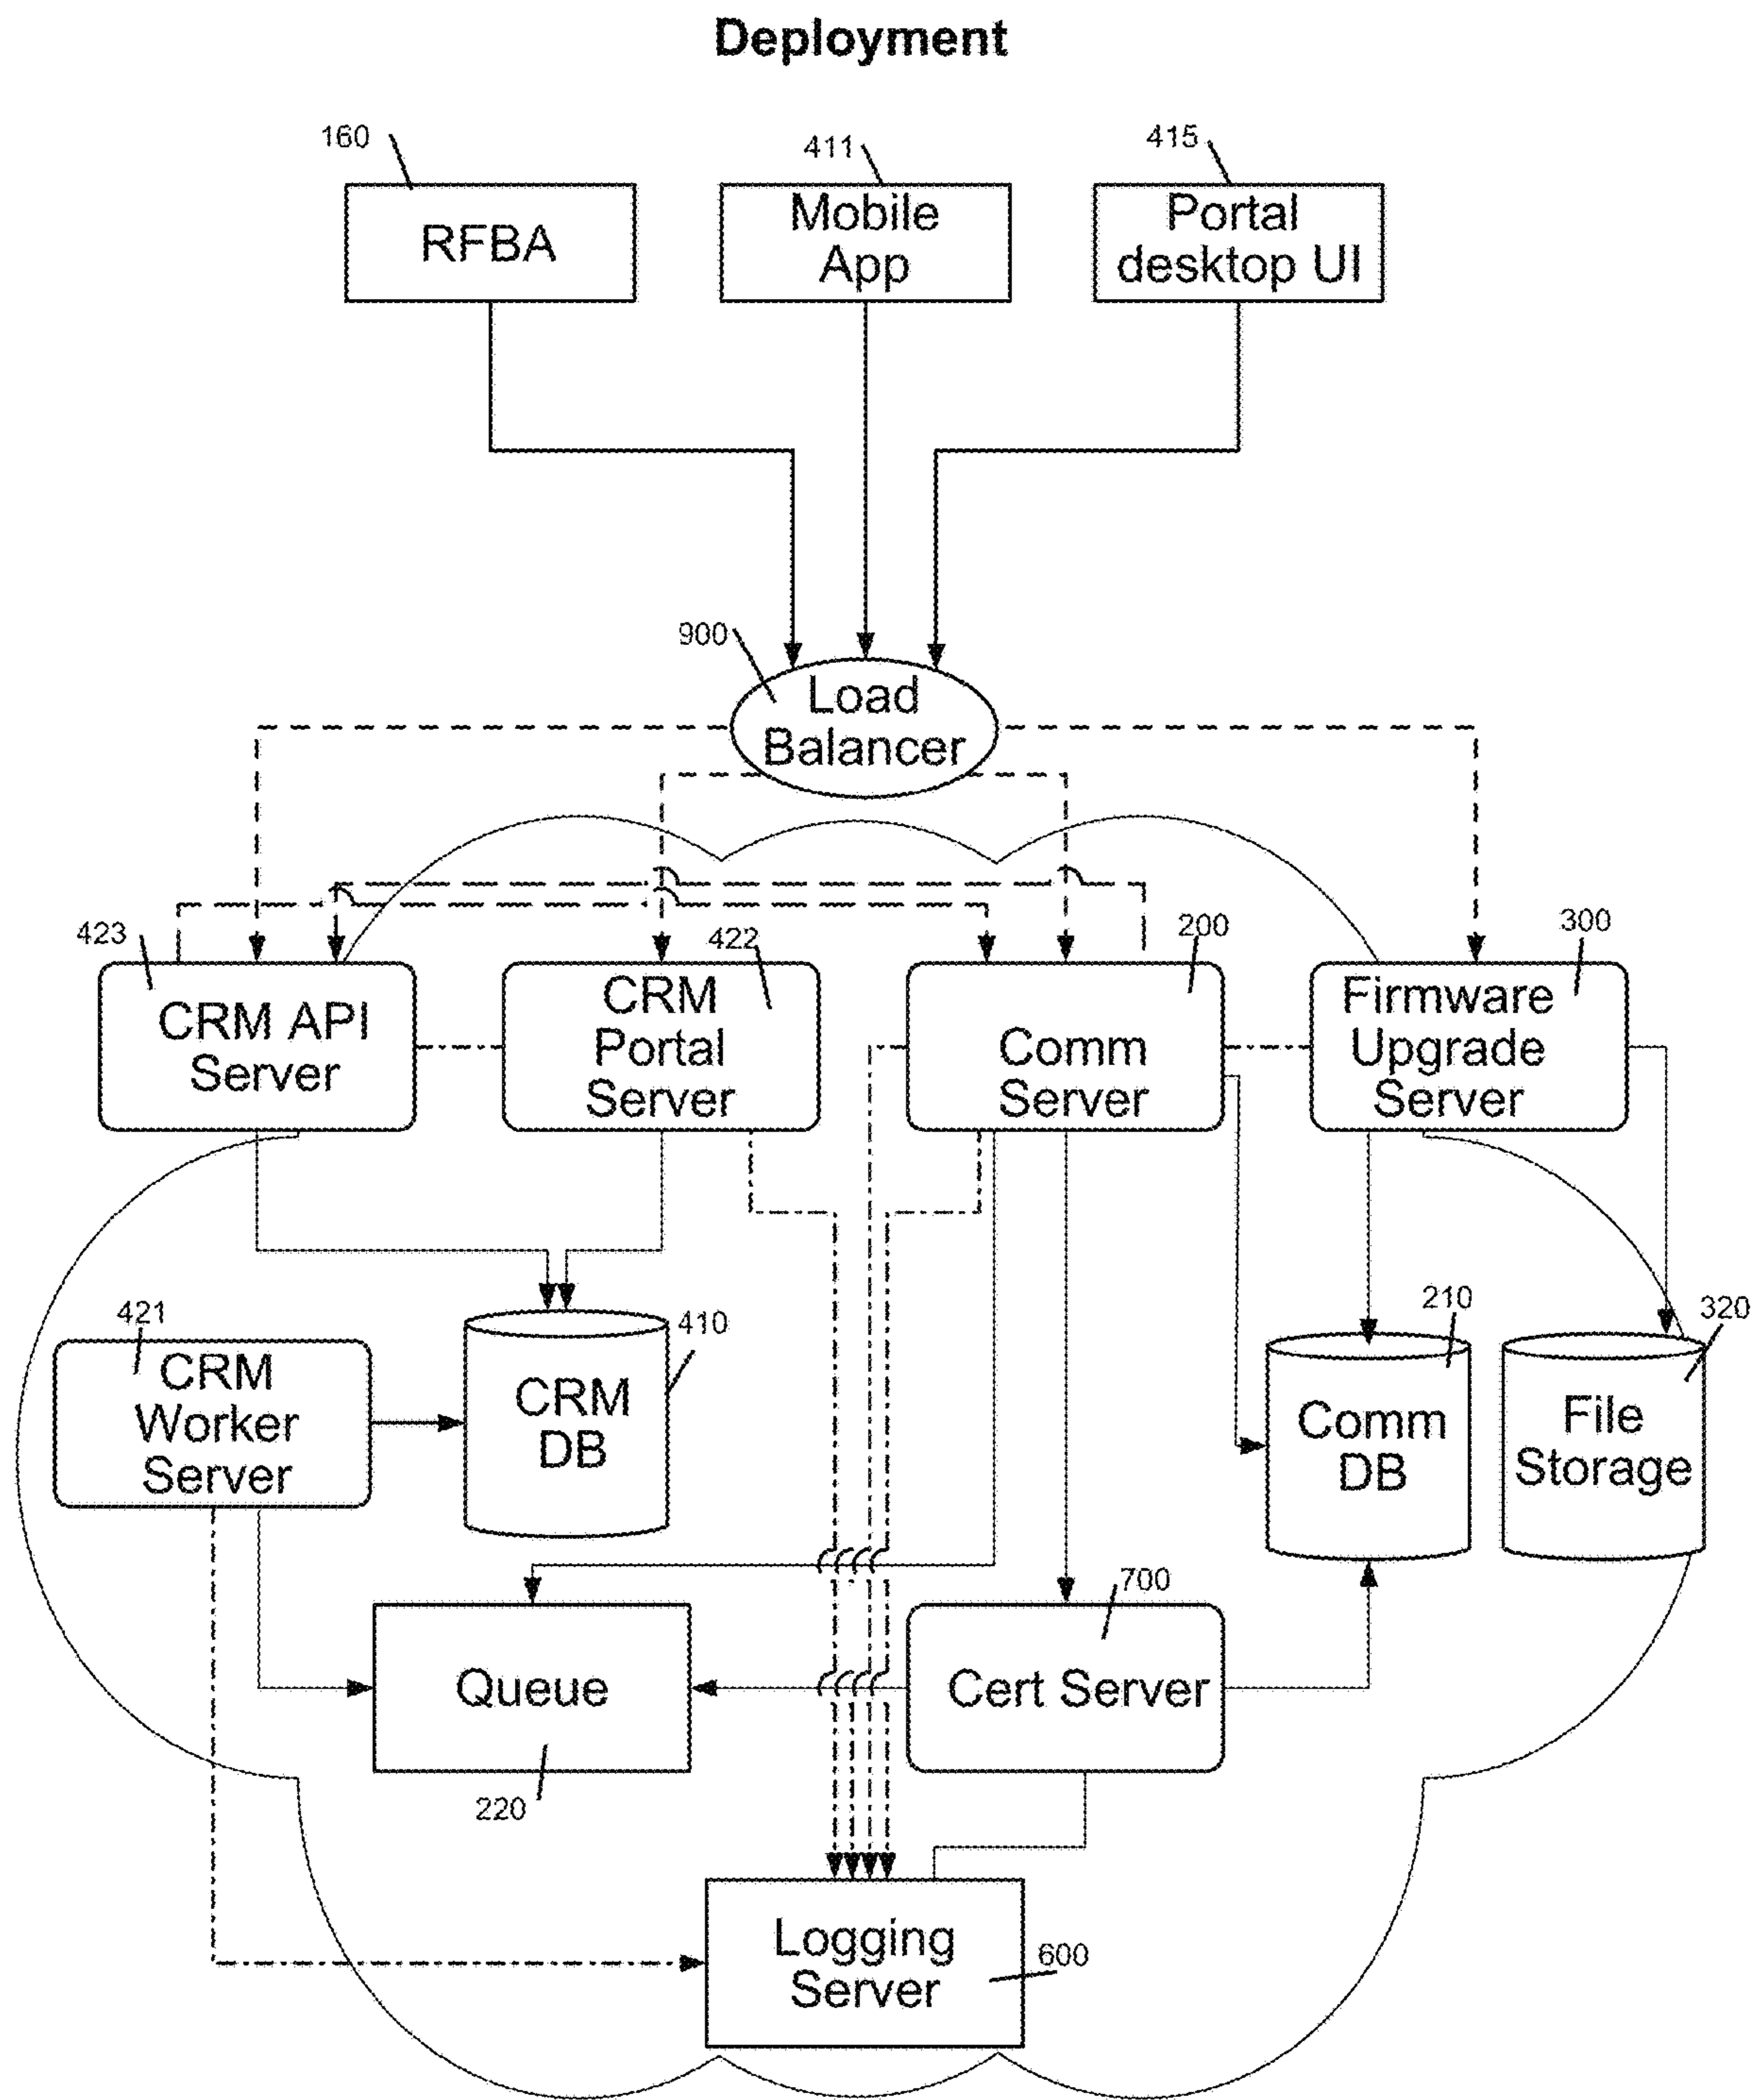 Deployment
160
411
415
RFBA
Mobile
App
Portal
desktop UI
900
Load
Balancer
423
422
200
300
CRM API
Server
CRM
Portal
Server
Comm
Server
Firmware
Upgrade
Server
421
410
210
320
CRM
Worker
Server
CRM
DB
Comm
DB
File
Storage
700
Queue
Cert Server
220
Logging
Server
600